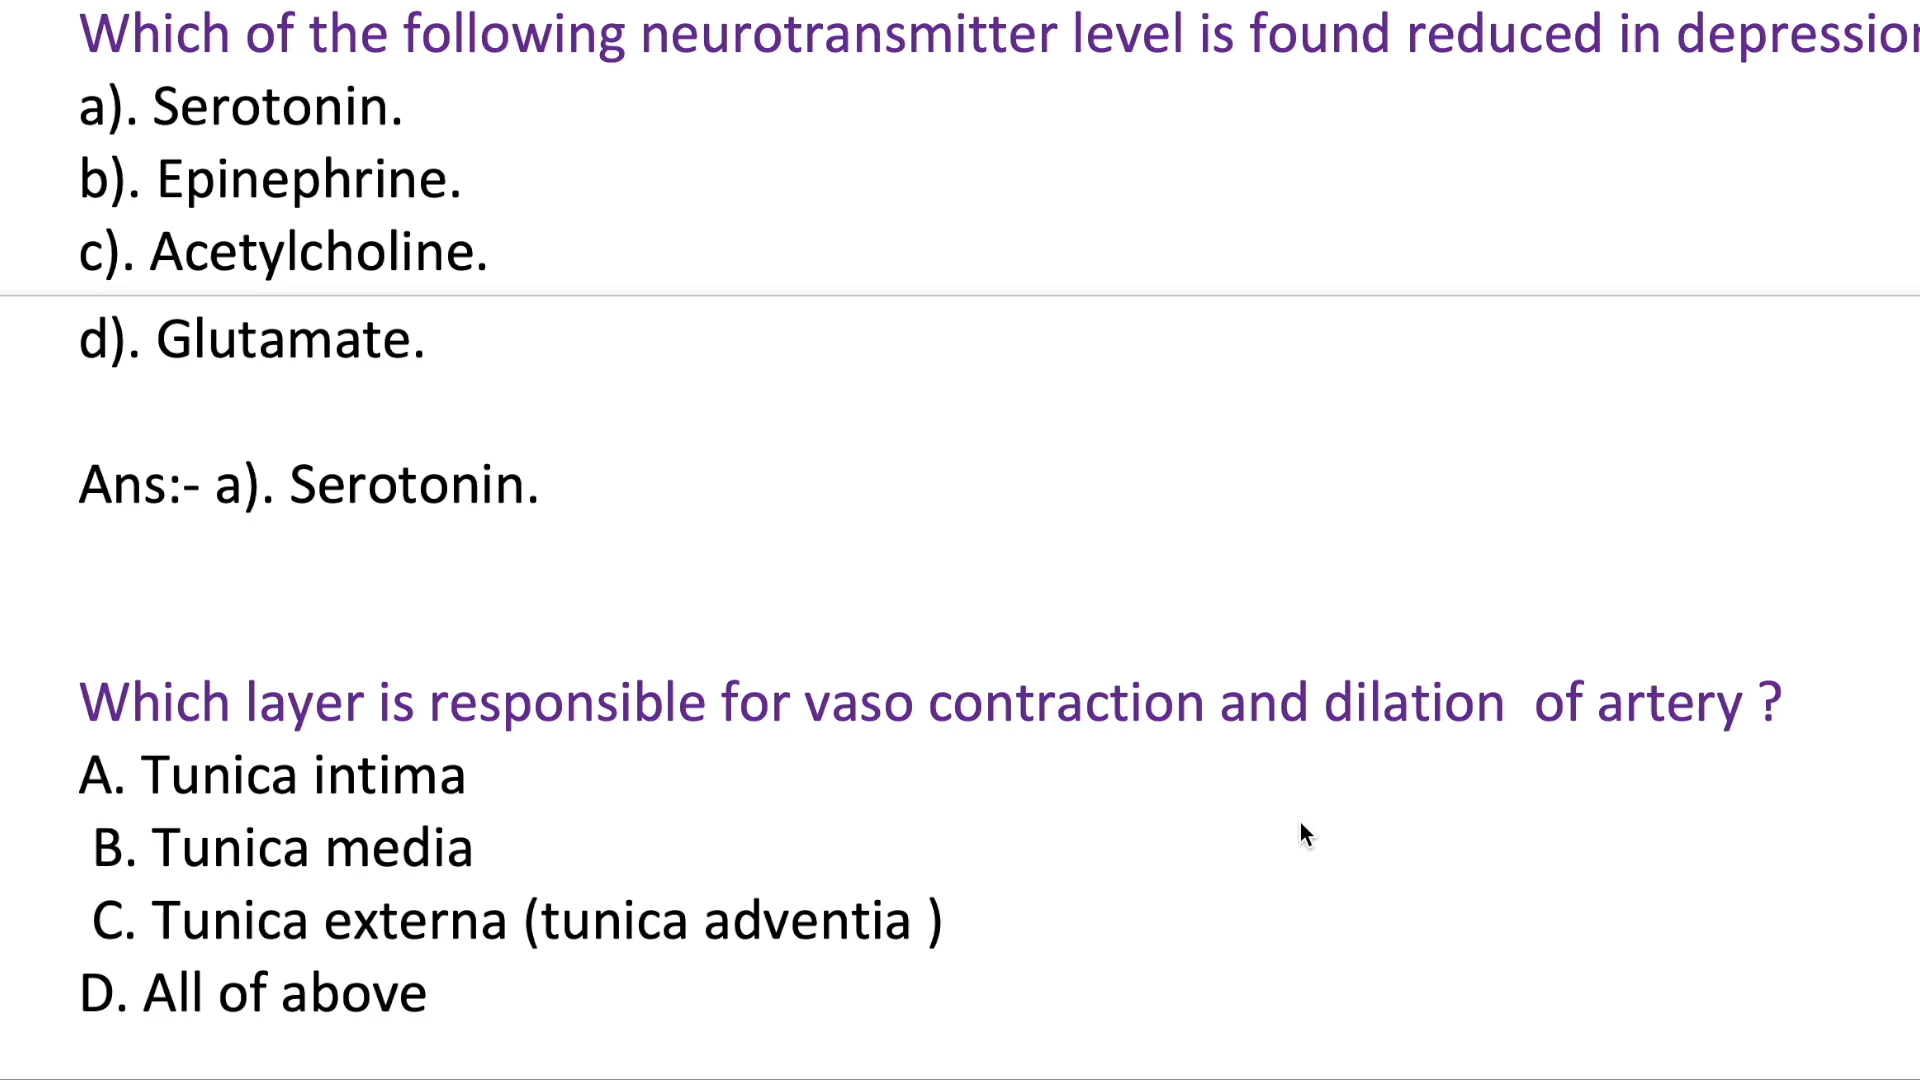 Which of the following neurotransmitter level is found reduced in
a). Serotonin.
b). Epinephrine.
c). Acetylcholine.
d). Glutamate.
Ans:- a). Serotonin.
Which layer is responsible for vaso contraction and dilation  of artery ?
A. Tunica intima
B. Tunica media
C. Tunica externa (tunica adventia )
D. All of above